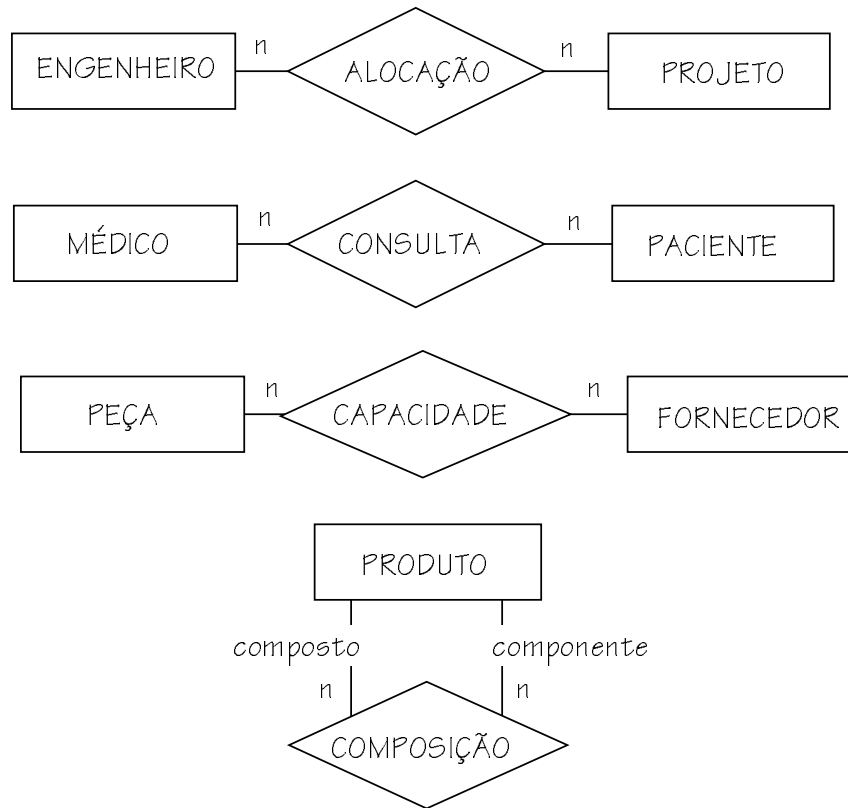 n n
ENGENHEIRO ALOCAÇÃO PROJETO
n n
MÉDICO CONSULTA PACIENTE
n n
PEÇA CAPACIDADE FORNECEDOR
PRODUTO
composto componente
n n
COMPOSIÇÃO